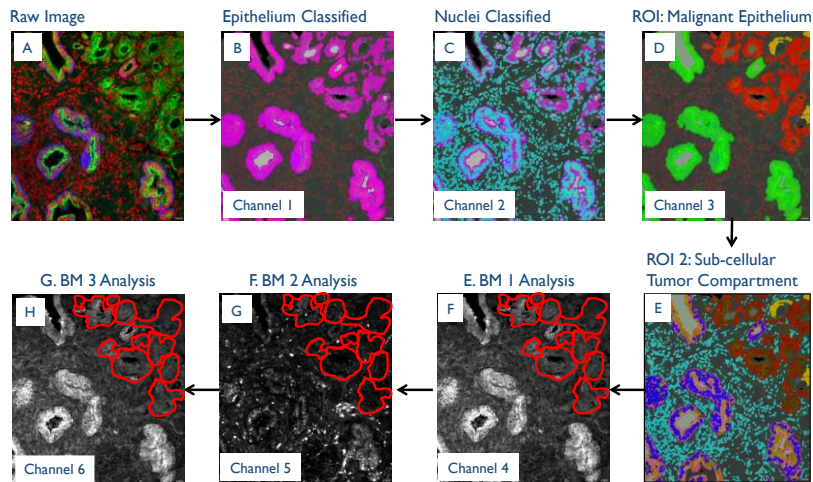 Raw Image
Epithelium Classified
Nuclei Classified
ROI: Malignant Epithelium
A
B
C
D
Channel 1
Channel 2
Channel 3
G. BM 3 Analysis
F. BM 2 Analysis
E. BM 1 Analysis
ROI 2: Sub-cellular
Tumor Compartment
H
G
F
E
Channel 6
Channel 5
Channel 4